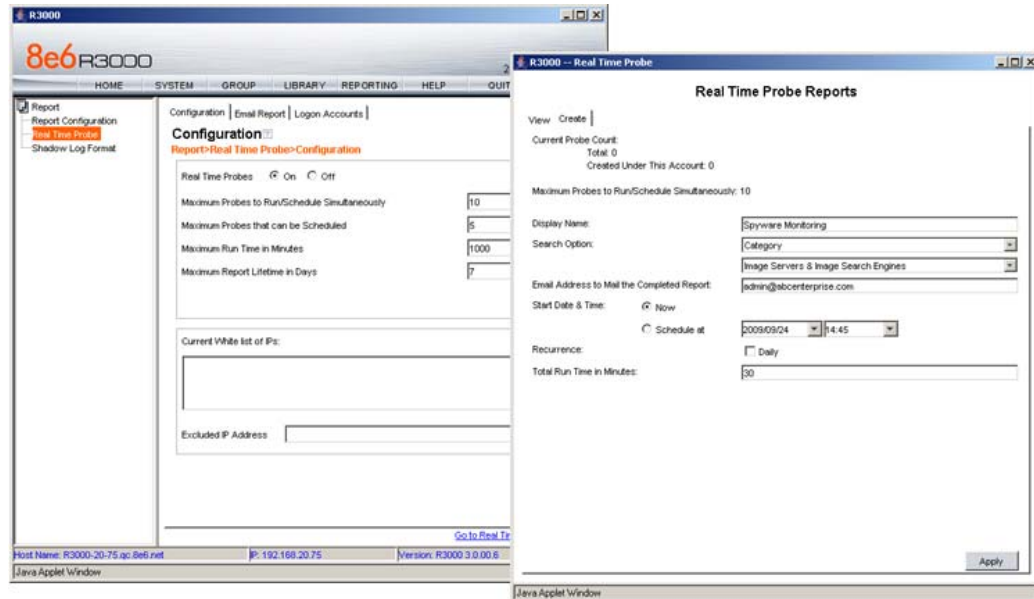 R3000
8e6 R3000
HOME SYSTEM GROUP LIBRARY REPORTING HELP QUIT
Report
Report Configuration
Real Time Probe
Shadow Log Format
Configuration Email Report Logon Accounts
Configuration
Report>Real Time Probe>Configuration
Real Time Probes On Off
Maximum Probes to Run/Schedule Simultaneously 10
Maximum Probes that can be Scheduled 5
Maximum Run Time in Minutes 1000
Maximum Report Lifetime in Days 7
Current White list of IPs:
Excluded IP Address
Go to Real
Host Name: R3000-20-75.qc.8e6.net IP: 192.168.20.75 Version: R3000 3.0.00.6
Java Applet Window
R3000 -- Real Time Probe
Real Time Probe Reports
View Create
Current Probe Count:
Total: 0
Created Under This Account: 0
Maximum Probes to Run/Schedule Simultaneously: 10
Display Name: Spyware Monitoring
Search Option: Category
Image Servers & Image Search Engines
Email Address to Mail the Completed Report: admin@abcenterprise.com
Start Date & Time: Now
Schedule at 2009/09/24 14:45
Recurrence: Daily
Total Run Time in Minutes: 30
Apply
Java Applet Window